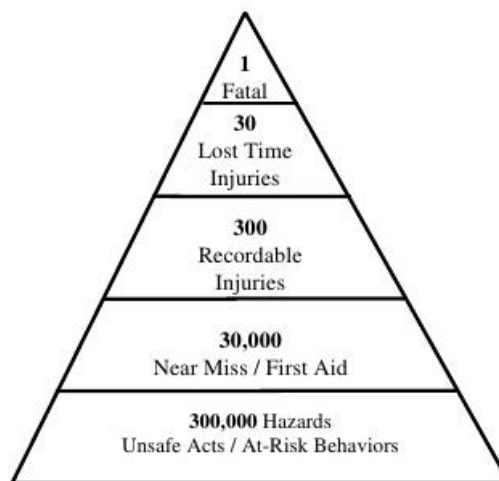 1
Fatal
30
Lost Time
Injuries
300
Recordable
Injuries
30,000
Near Miss / First Aid
300,000 Hazards
Unsafe Acts / At-Risk Behaviors